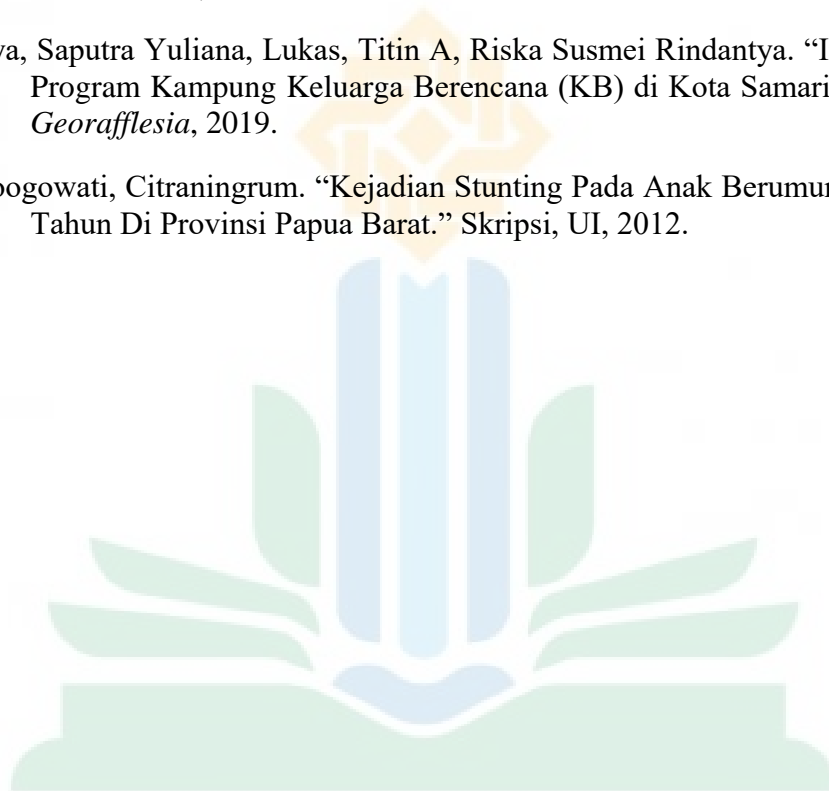 va, Saputra Yuliana, Lukas, Titin A, Riska Susmei Rindantya. “I
Program Kampung Keluarga Berencana (KB) di Kota Samari
Georafflesia, 2019.
ogowati, Citraningrum. “Kejadian Stunting Pada Anak Berumur
Tahun Di Provinsi Papua Barat.” Skripsi, UI, 2012.